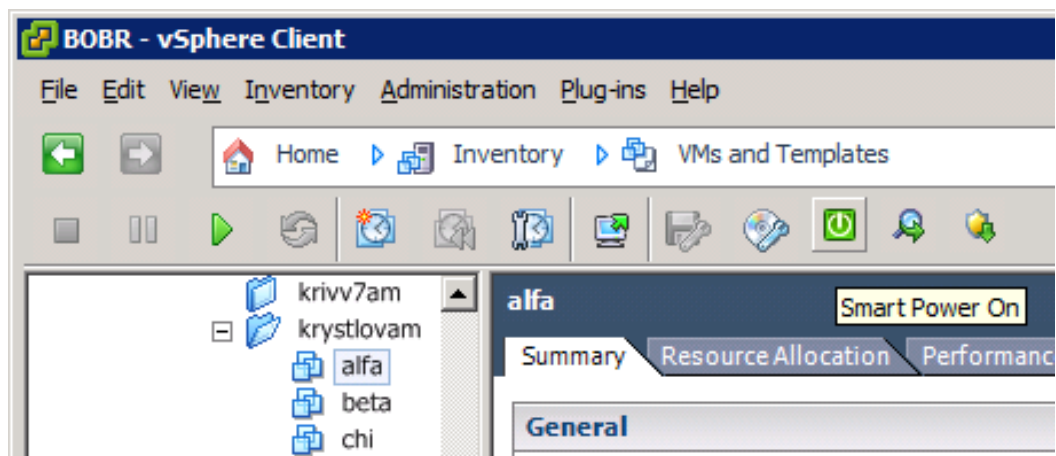 BOBR - vSphere Client
File Edit View Inventory Administration Plug-ins Help
Home Inventory VMs and Templates
krivv7am
krystlovam
alfa
beta
chi
alfa
Smart Power On
Summary Resource Allocation Performanc
General